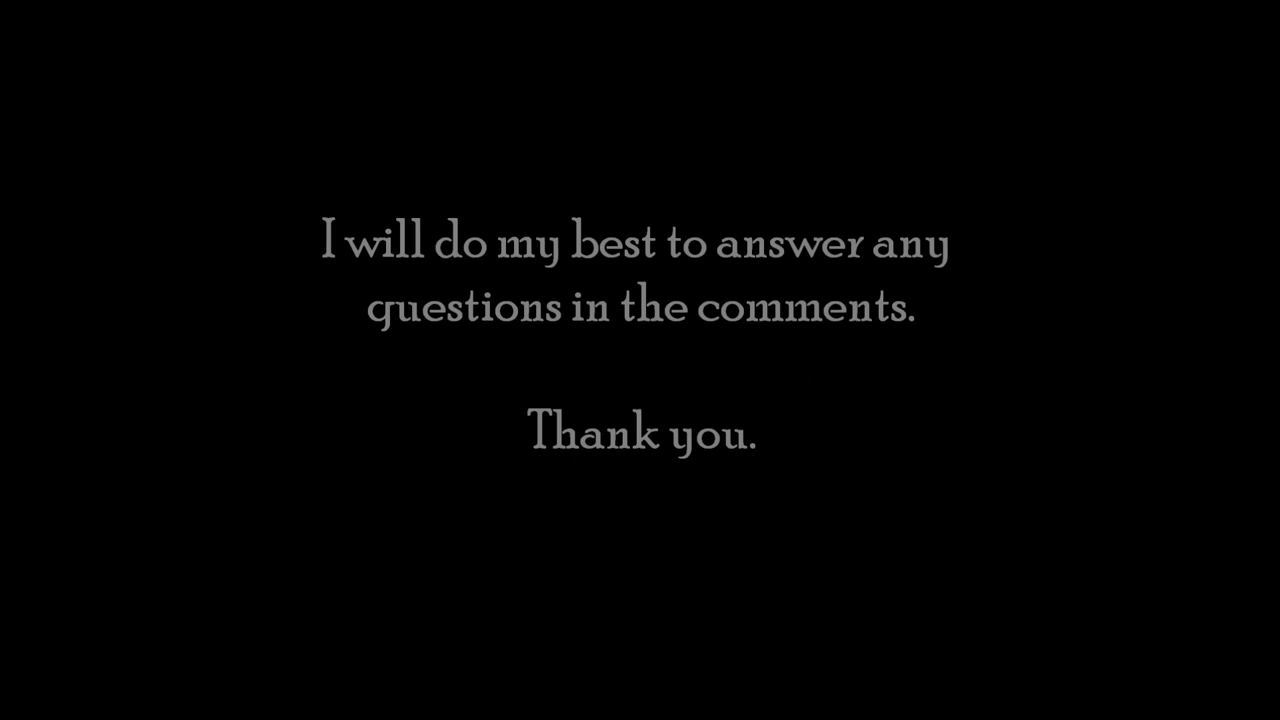 I will do my best to answer any
questions in the comments.
Thank you.